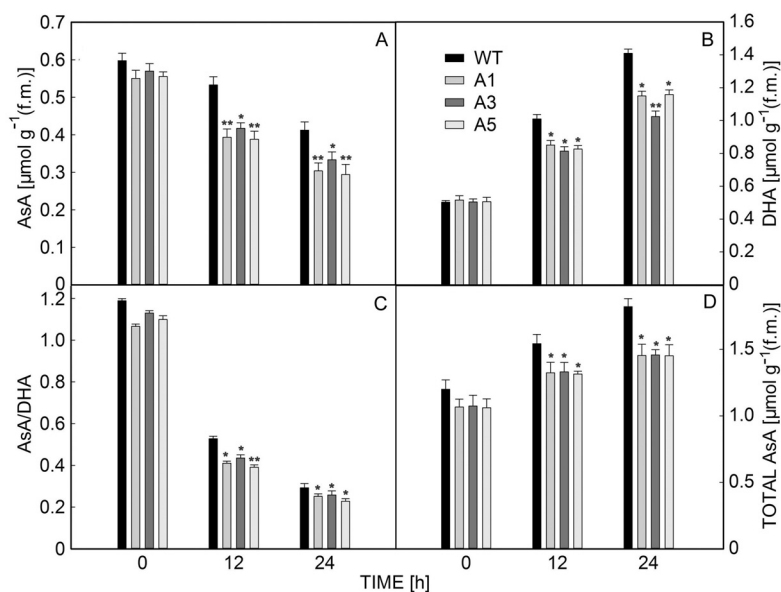 AsA [µmol g⁻¹(f.m.)]
0.7
0.6
0.5
0.4
0.3
0.2
0.1
0
A
** * **
** * **
B
WT
A1
A3
A5
* * *
* ** *
1.6
1.4
1.2
1.0
0.8
0.6
0.4
0.2
0
DHA [µmol g⁻¹(f.m.)]
AsA/DHA
1.2
1.0
0.8
0.6
0.4
0.2
0
C
* * **
* * *
0 12 24
D
* * *
* * *
0 12 24
1.5
1.0
0.5
0
TOTAL AsA [µmol g⁻¹(f.m.)]
TIME [h]